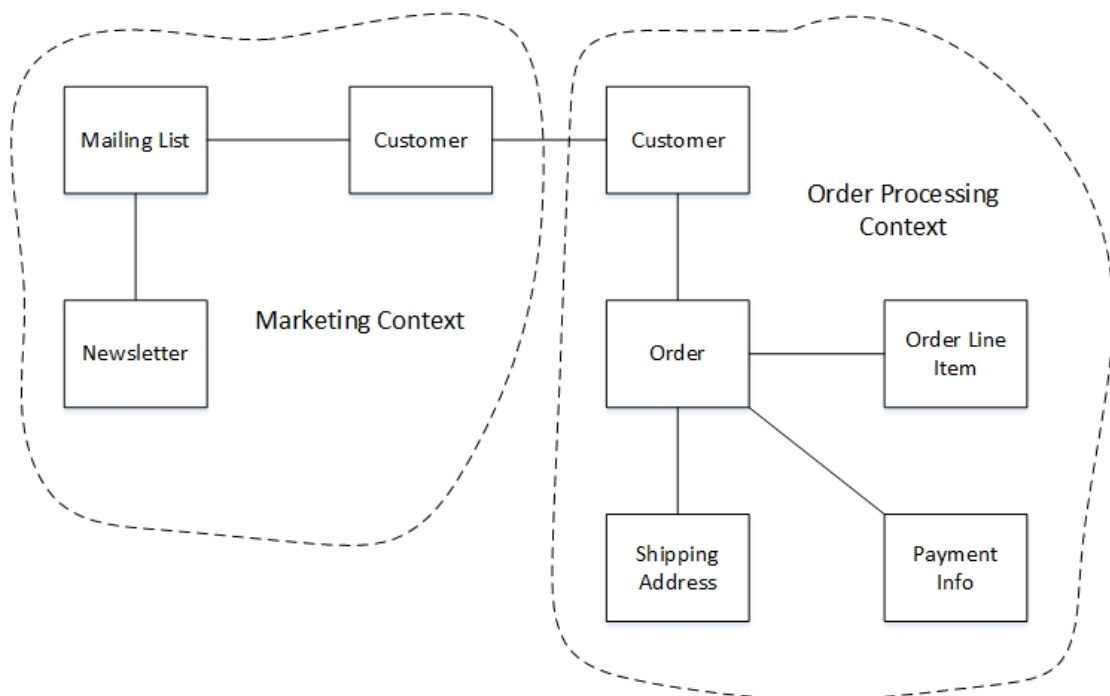 Mailing List
Customer
Customer
Order Processing
Context
Marketing Context
Newsletter
Order
Order Line
Item
Shipping
Address
Payment
Info